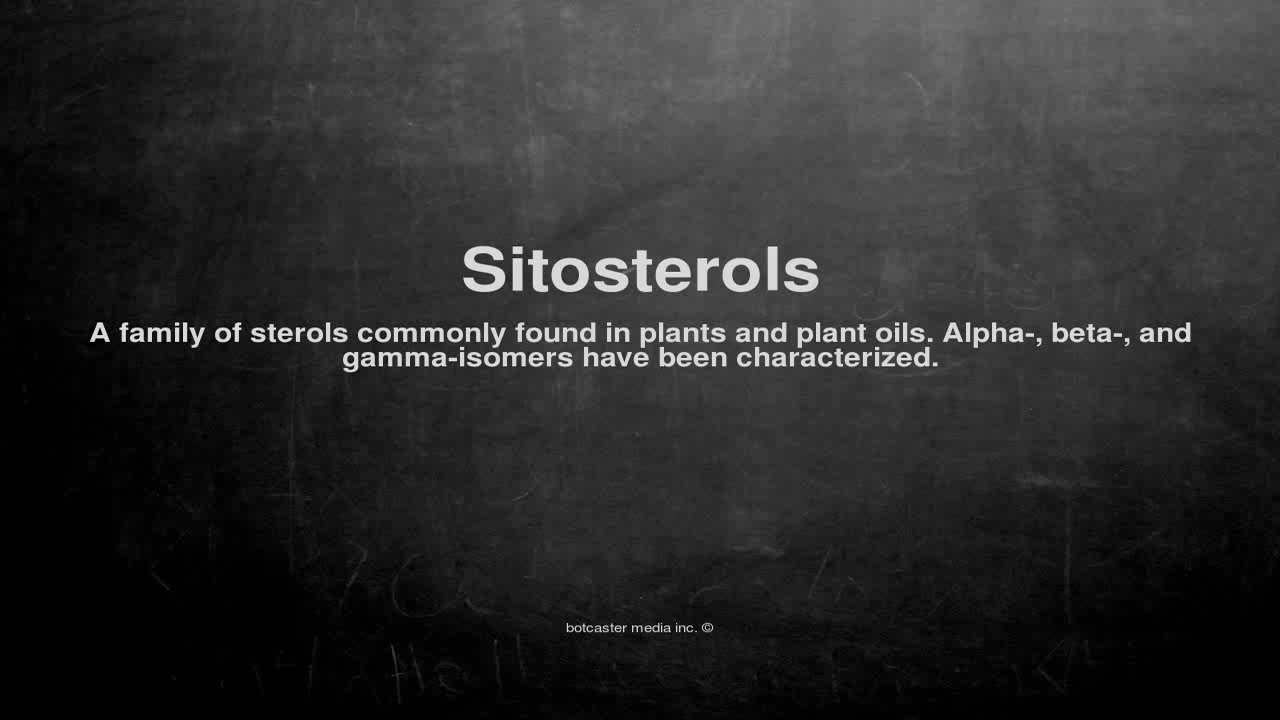 Sitosterols
A family of sterols commonly found in plants and plant oils. Alpha-, beta-, and
gamma-isomers have been characterized.
botcaster media inc. ©